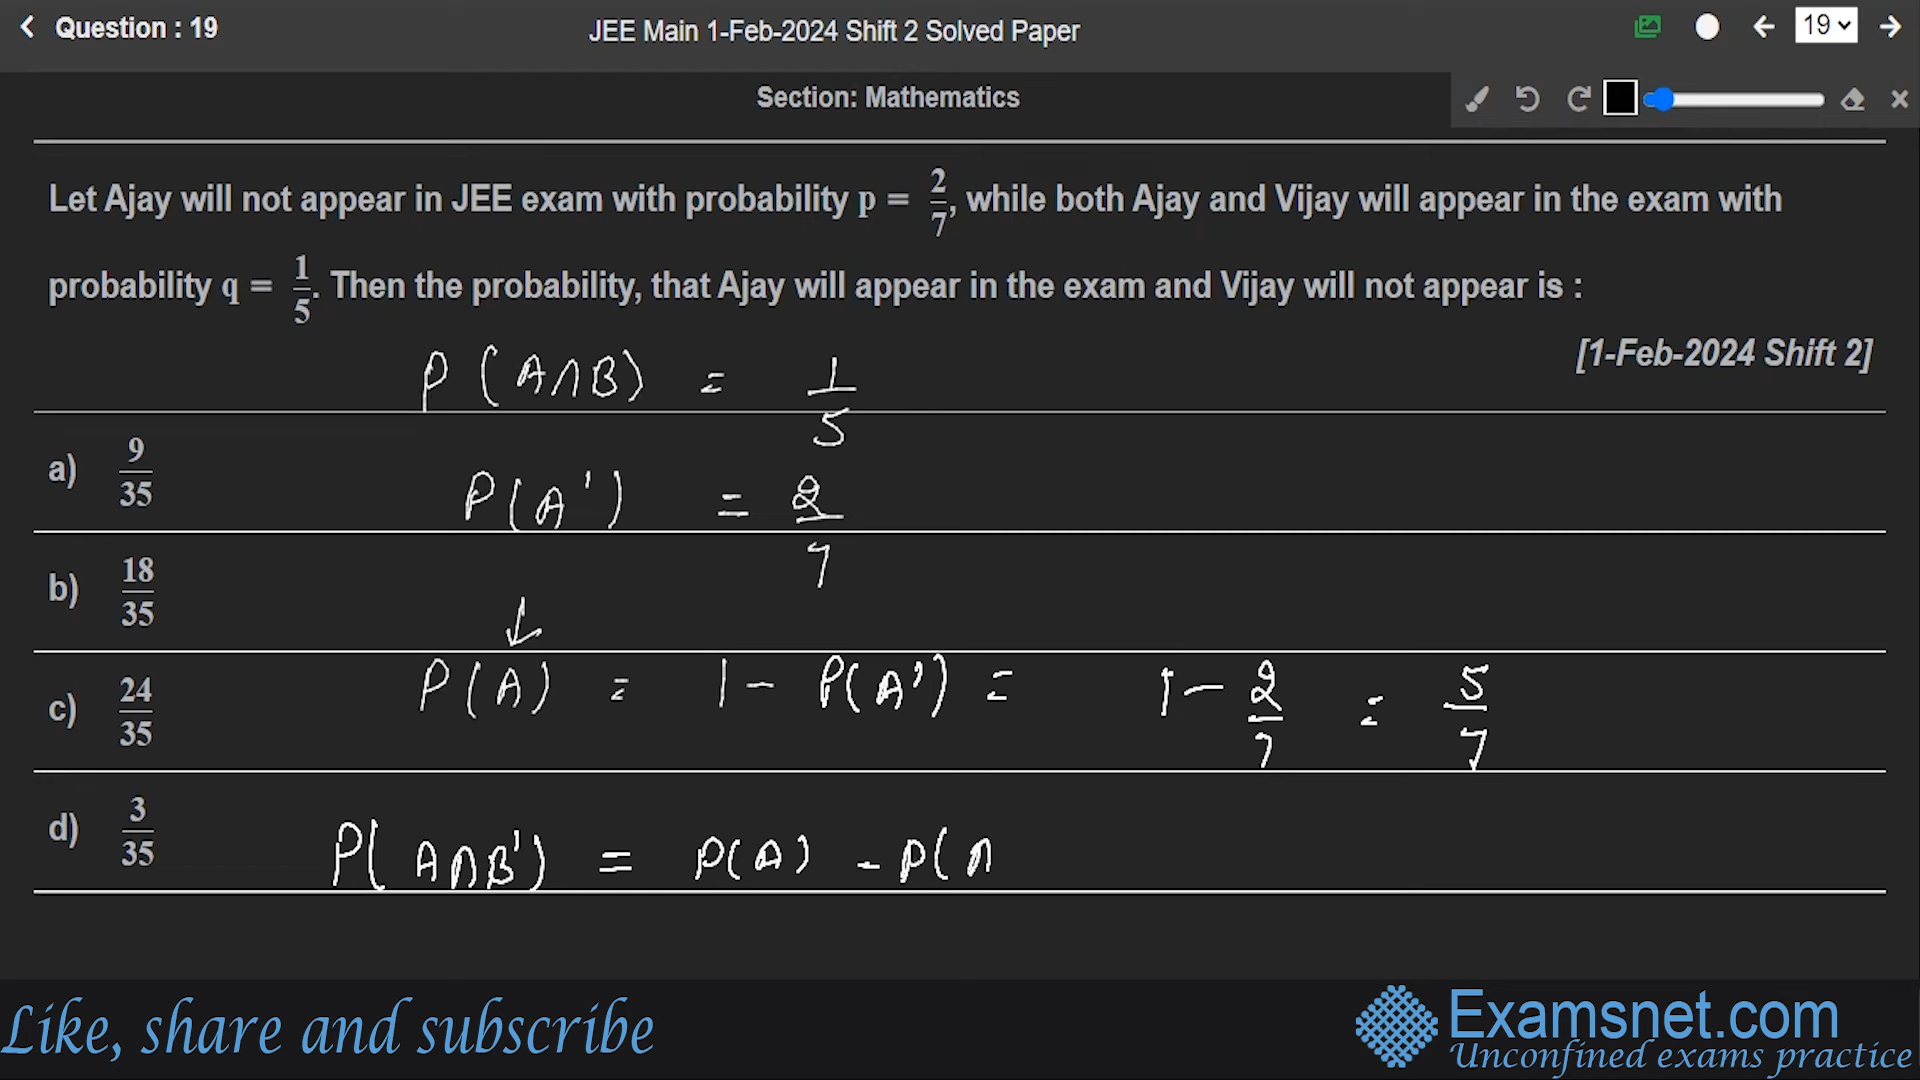 Question : 19
JEE Main 1-Feb-2024 Shift 2 Solved Paper
19
Section: Mathematics
Let Ajay will not appear in JEE exam with probability p = 2/7, while both Ajay and Vijay will appear in the exam with
probability q = 1/5. Then the probability, that Ajay will appear in the exam and Vijay will not appear is :
[1-Feb-2024 Shift 2]
P(A∩B) = 1/5
a) 9/35
P(A') = 2/7
b) 18/35
c) 24/35
P(A) = 1 - P(A') = 1 - 2/7 = 5/7
d) 3/35
P(A∩B') = P(A) - P(A
Like, share and subscribe
Examsnet.com
Unconfined exams practice